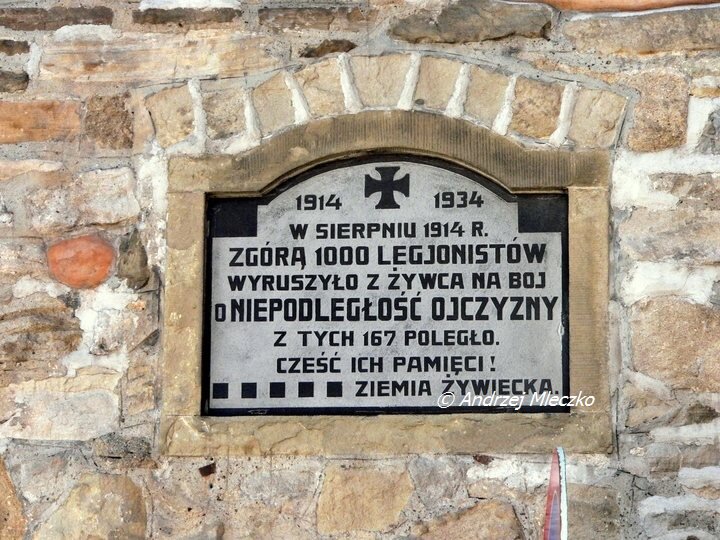 1914 1934
W SIERPNIU 1914 R.
ZGÓRĄ 1000 LEGJONISTÓW
WYRUSZYŁO Z ŻYWCA NA BOJ
O NIEPODLEGŁOŚĆ OJCZYZNY
Z TYCH 167 POLEGŁO.
CZEŚĆ ICH PAMIĘCI!
ZIEMIA ŻYWIECKA.
© Andrzej Mleczko